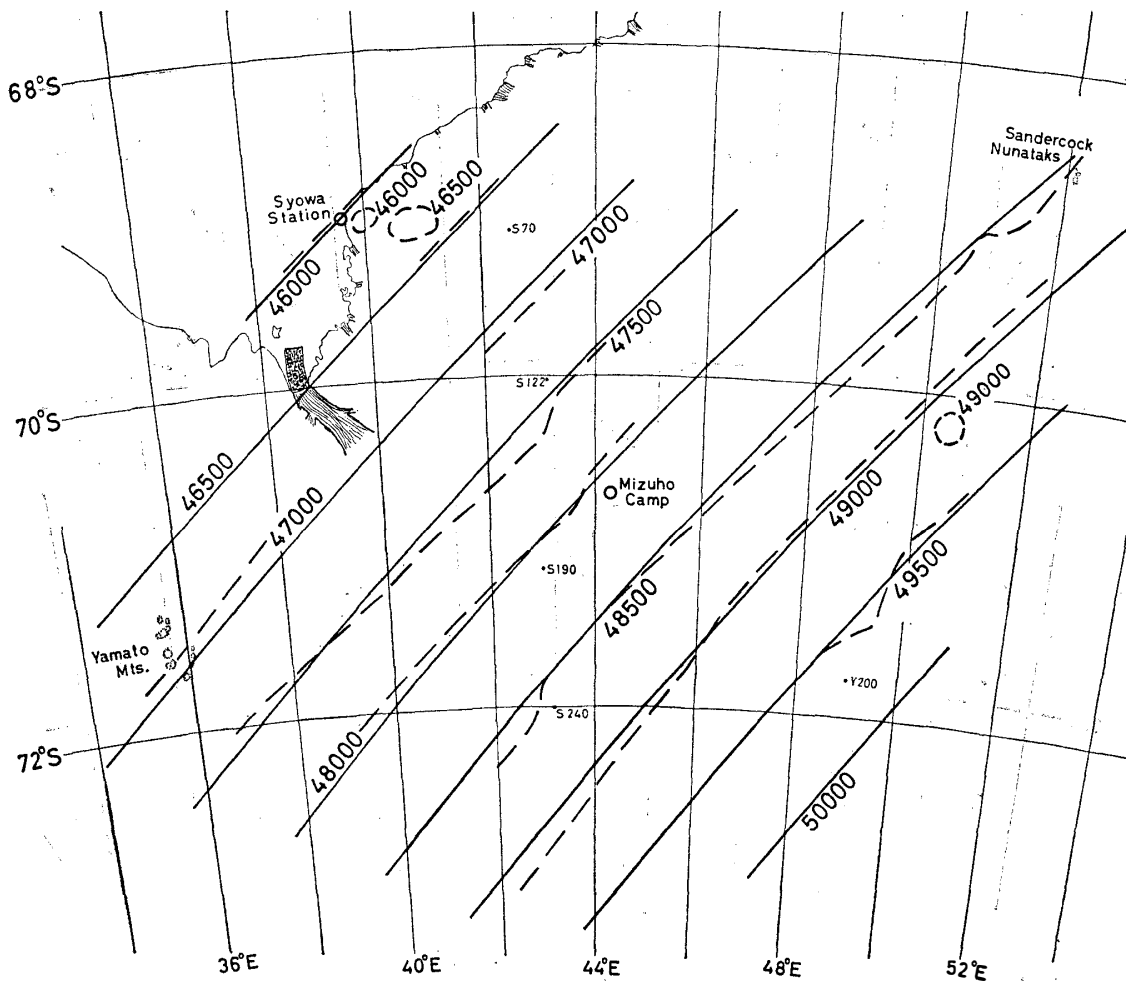 68°S
Sandercock
Nunataks
Syowa
Station
46000
46500
S70
47000
46000
47500
S122
49000
70°S
46500
Mizuho
Camp
49000
47000
S190
49500
48500
Yamato
Mts.
Y200
S240
72°S
48000
50000
36°E
40°E
44°E
48°E
52°E